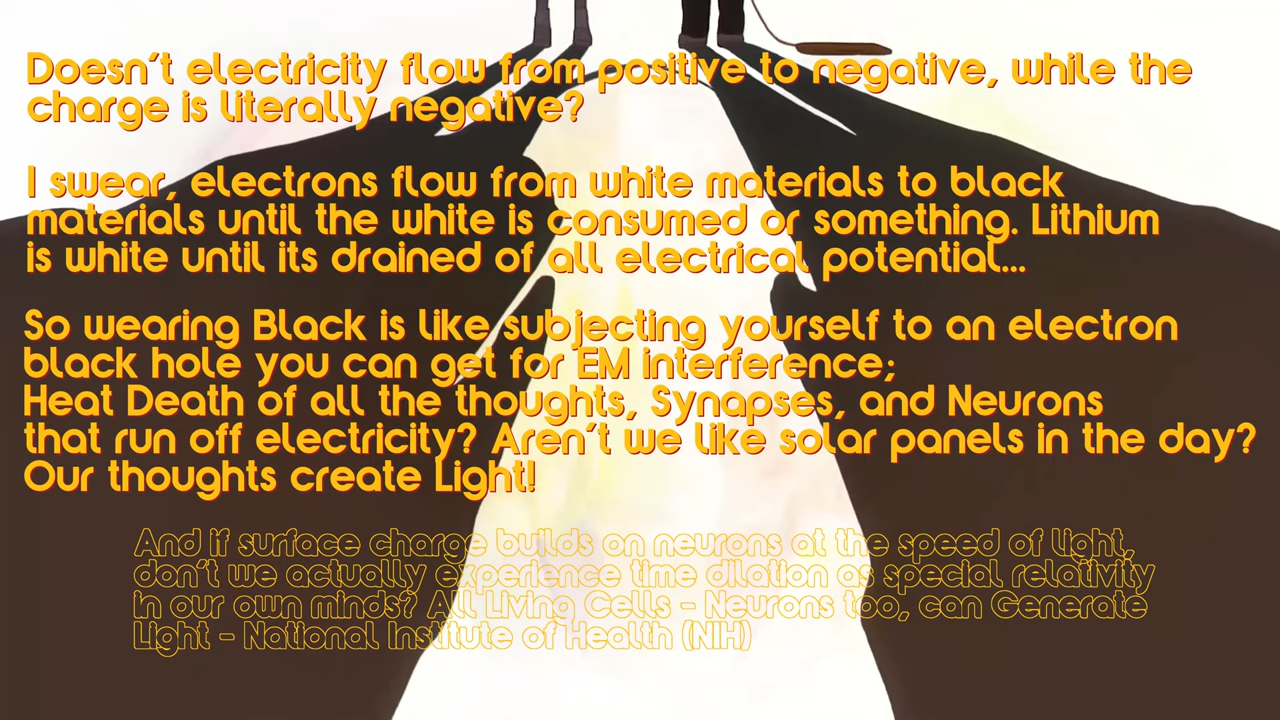 Doesn't electricity flow from positive to negative, while the
charge is literally negative?
I swear, electrons flow from white materials to black
materials until the white is consumed or something. Lithium
is white until its drained of all electrical potential...
So wearing Black is like subjecting yourself to an electron
black hole you can get for EM interference;
Heat Death of all the thoughts, Synapses, and Neurons
that run off electricity? Aren't we like solar panels in the day?
Our thoughts create Light!
And if surface charge builds on neurons at the speed of light,
don't we actually experience time dilation as special relativity
in our own minds? All Living Cells - Neurons too, can Generate
Light - National Institute of Health (NIH)